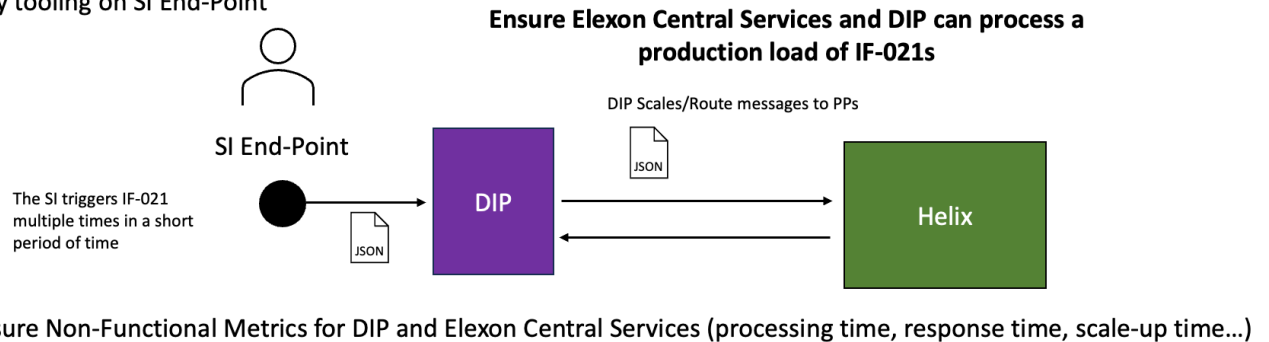 y tooling on SI End-Point
Ensure Elexon Central Services and DIP can process a
production load of IF-021s
DIP Scales/Route messages to PPs
JSON
SI End-Point
DIP
Helix
The SI triggers IF-021
multiple times in a short
period of time
JSON
sure Non-Functional Metrics for DIP and Elexon Central Services (processing time, response time, scale-up time...)